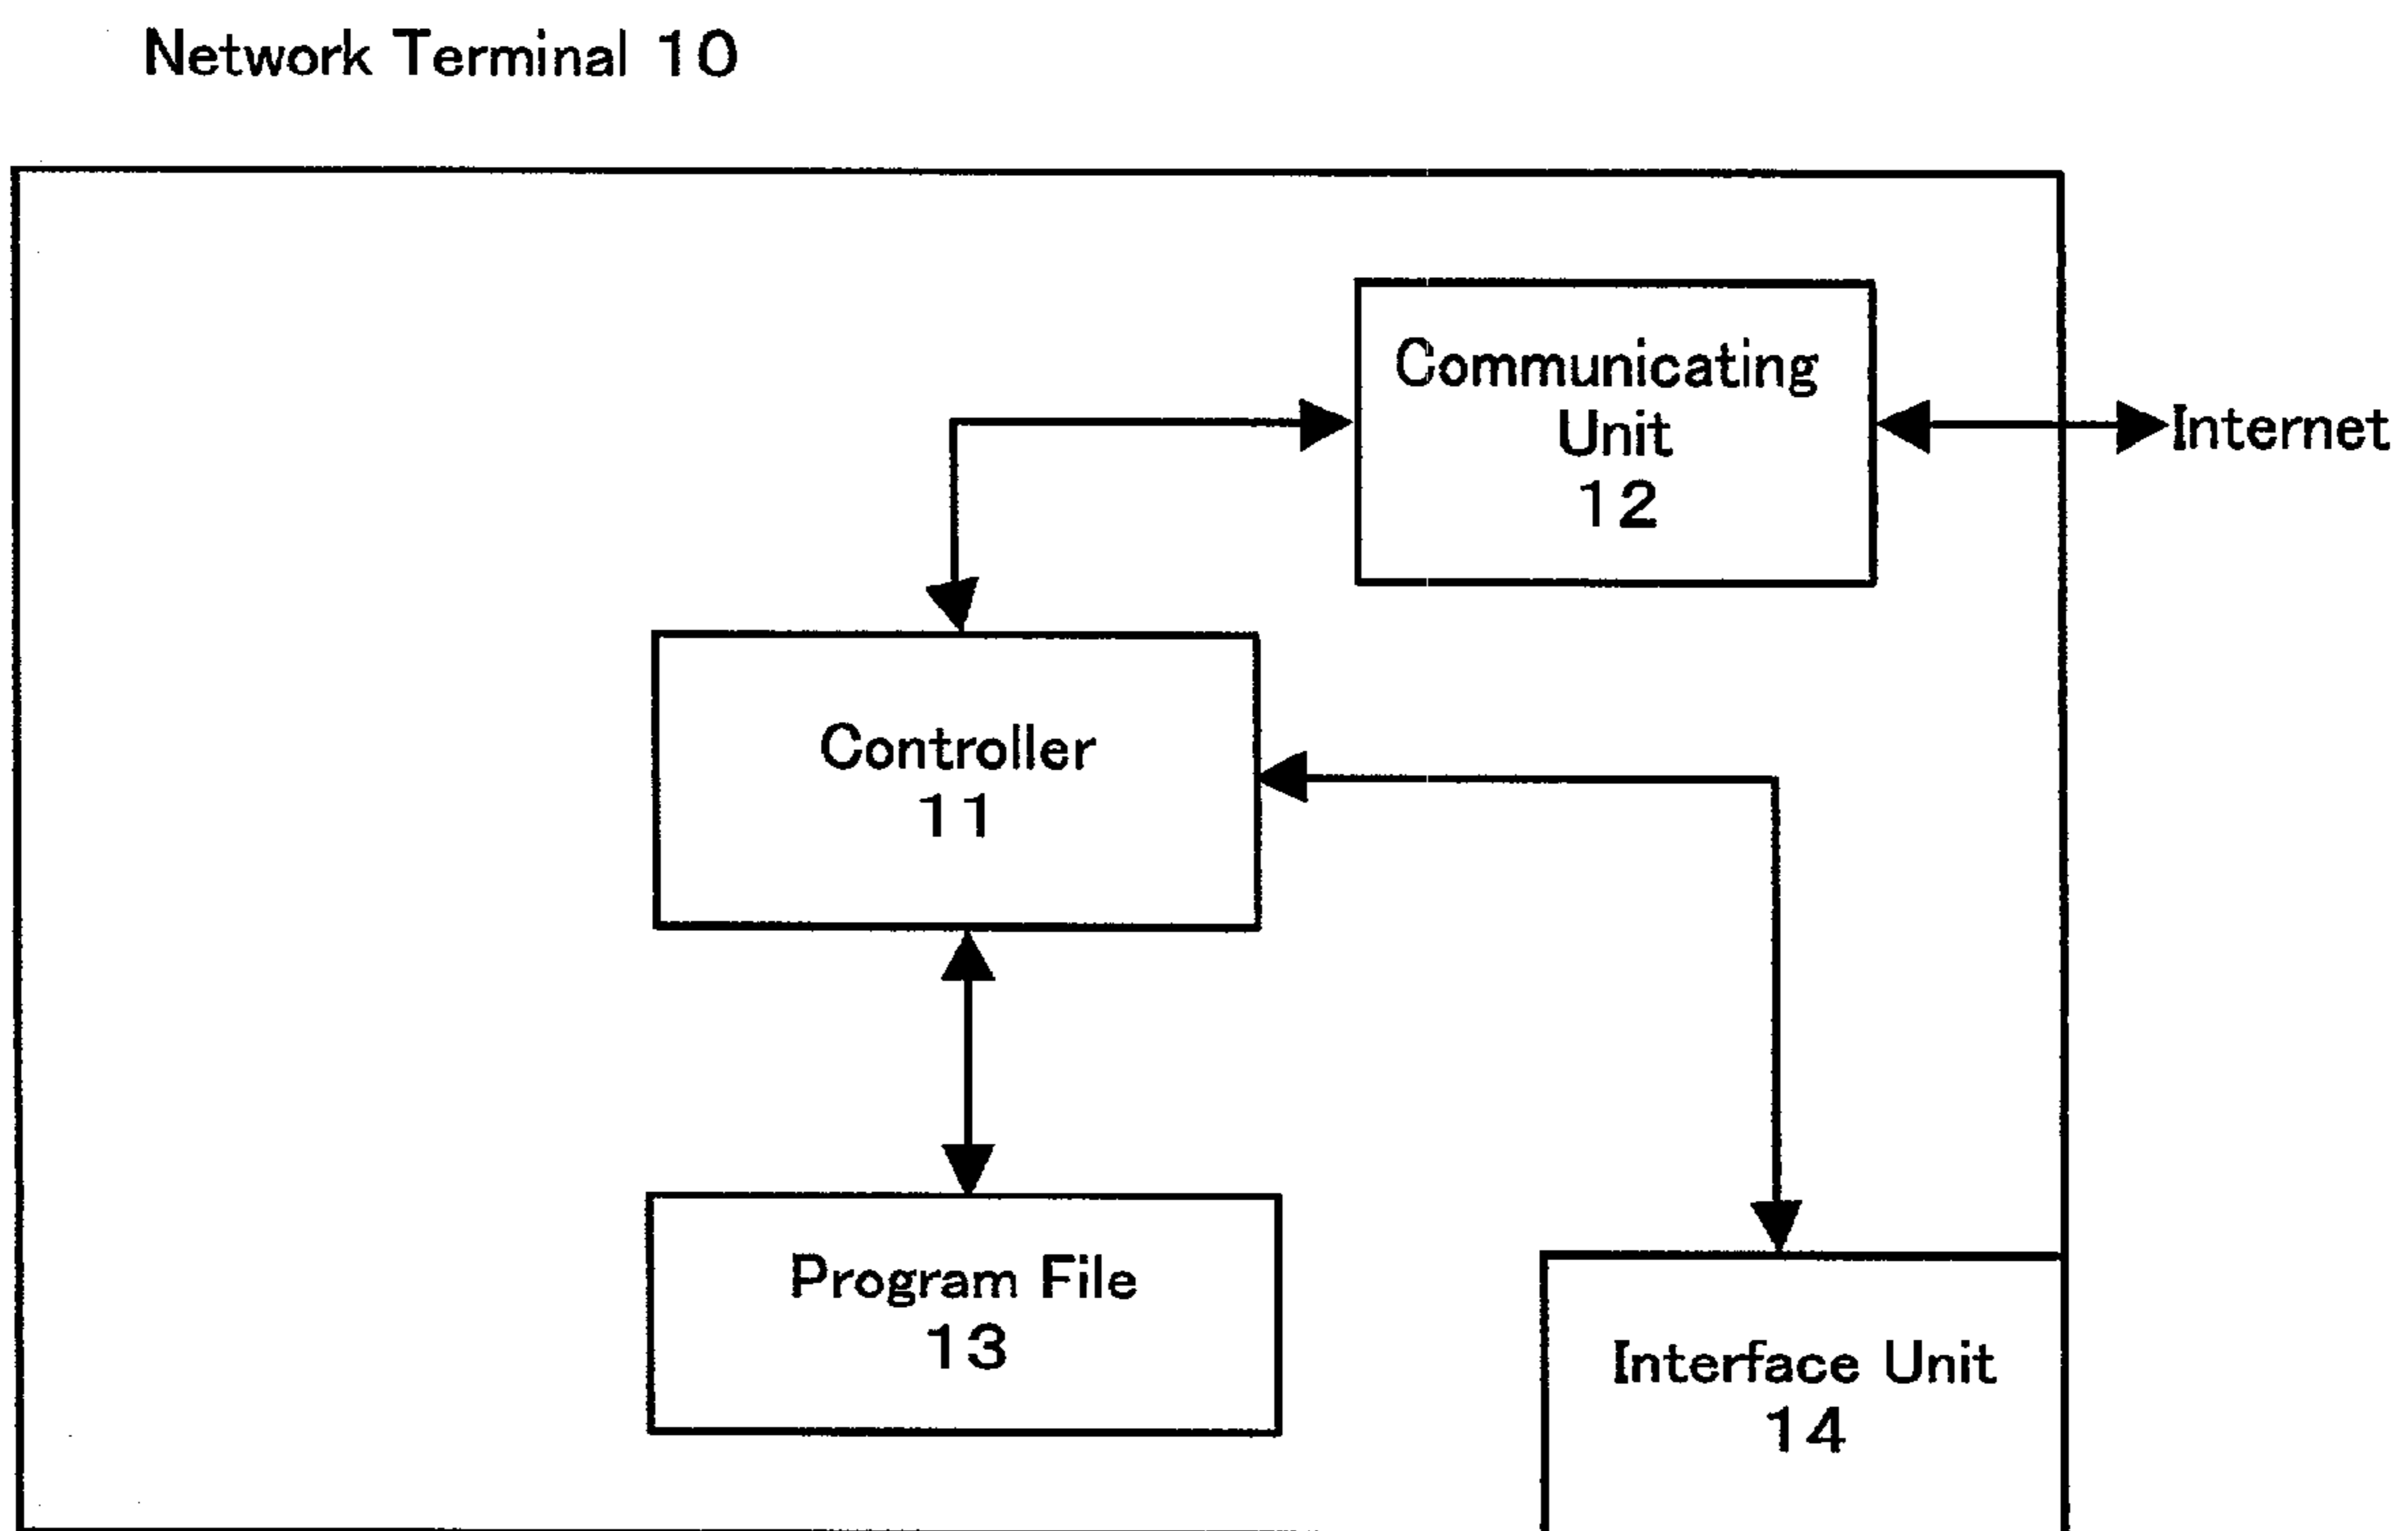 Network Terminal 10
Communicating
Unit
12
Internet
Controller
11
Program File
13
Interface Unit
14